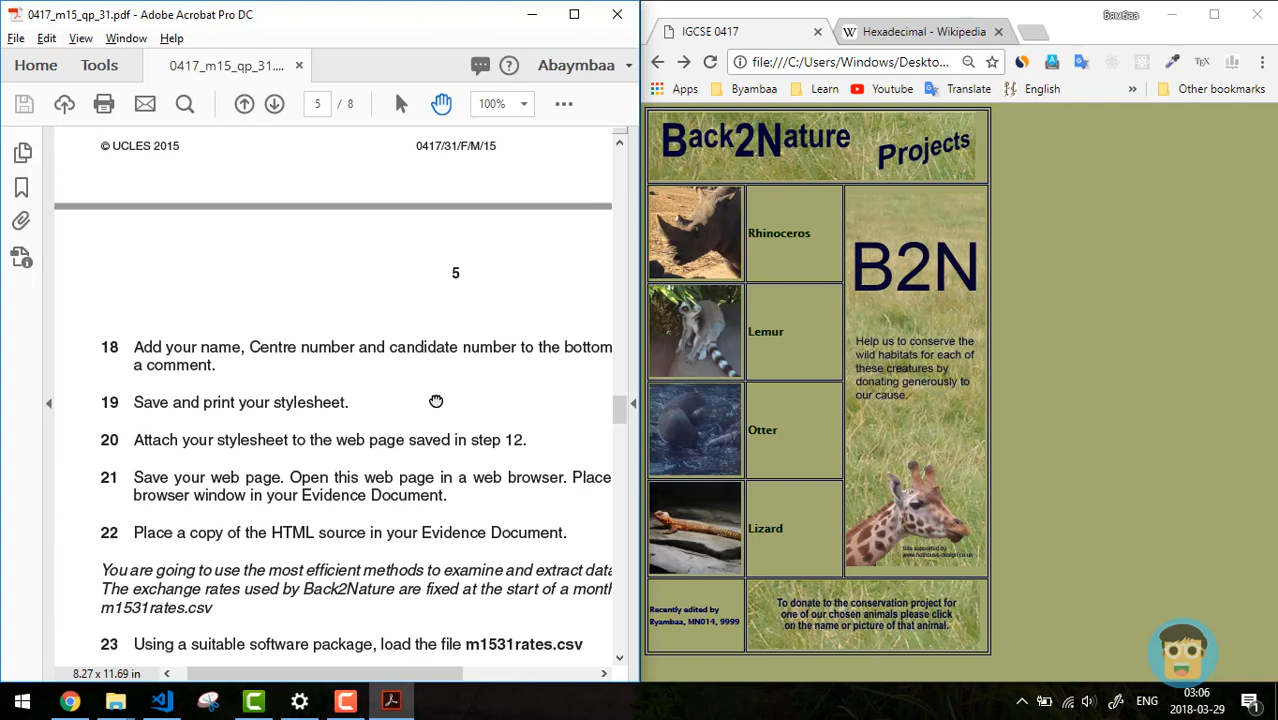 0417_m15_qp_31.pdf - Adobe Acrobat Pro DC
File Edit View Window Help
Home Tools 0417_m15_qp_31.... Abaymbaa
5 / 8 100%
© UCLES 2015 0417/31/F/M/15
5
18 Add your name, Centre number and candidate number to the bottom
a comment.
19 Save and print your stylesheet.
20 Attach your stylesheet to the web page saved in step 12.
21 Save your web page. Open this web page in a web browser. Place
browser window in your Evidence Document.
22 Place a copy of the HTML source in your Evidence Document.
You are going to use the most efficient methods to examine and extract data
The exchange rates used by Back2Nature are fixed at the start of a month
m1531rates.csv
23 Using a suitable software package, load the file m1531rates.csv
8.27 x 11.69 in
Бамбаа
IGCSE 0417 Hexadecimal - Wikipedia
file:///C:/Users/Windows/Deskto...
Apps Byambaa Learn Youtube Translate English » Other bookmarks
Back2Nature Projects
Rhinoceros
Lemur
Otter
Lizard
B2N
Help us to conserve the
wild habitats for each of
these creatures by
donating generously to
our cause.
Site supported by
www.hothouse-design.co.uk
Recently edited by
Byambaa, MN014, 9999
To donate to the conservation project for
one of our chosen animals please click
on the name or picture of that animal.
ENG
03:06
2018-03-29